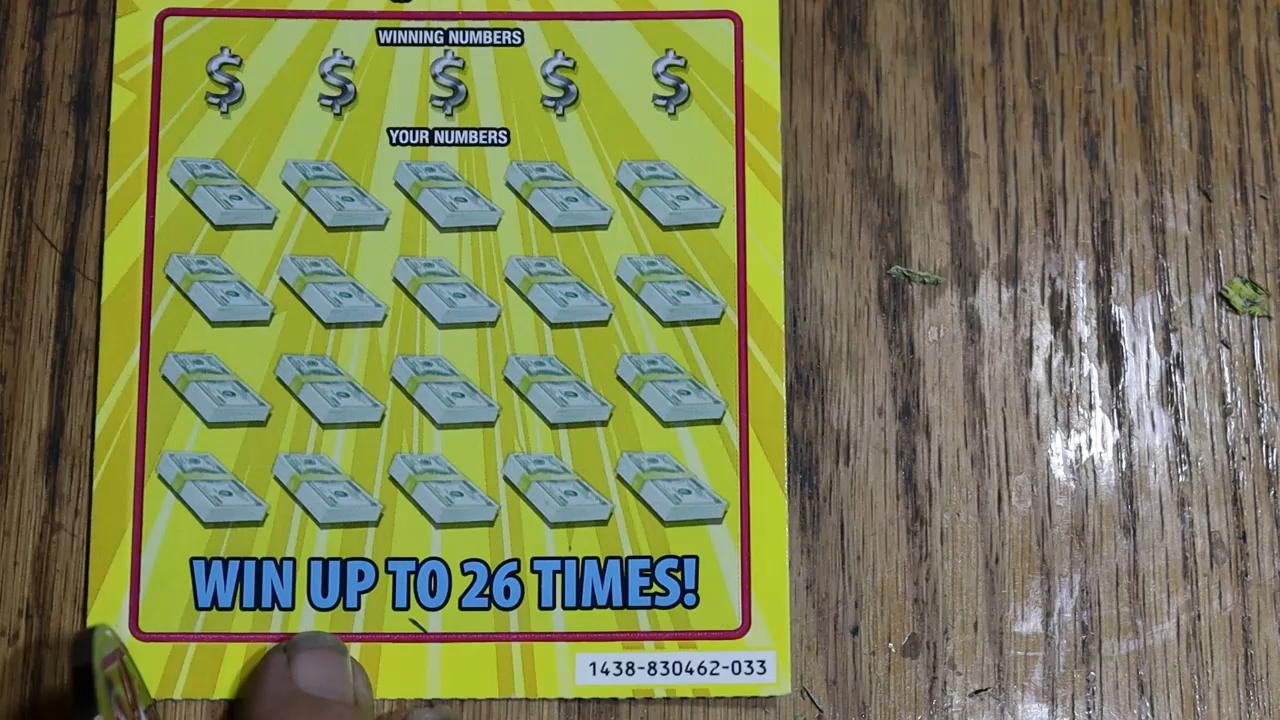 WINNING NUMBERS
$ $ $ $ $
YOUR NUMBERS
WIN UP TO 26 TIMES!
1438-830462-033